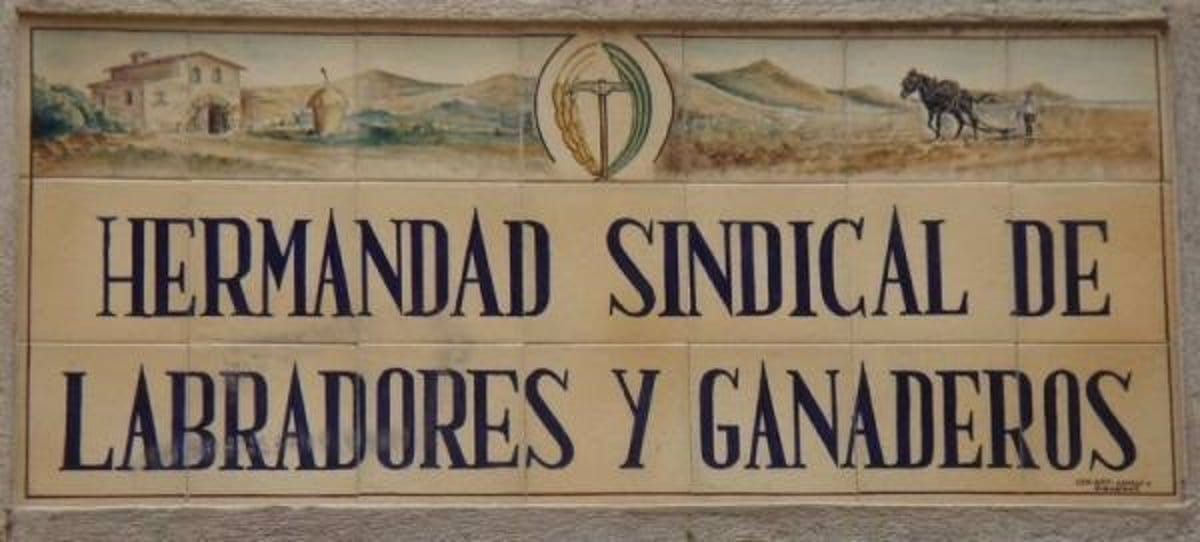 HERMANDAD SINDICAL DE
LABRADORES Y GANADEROS